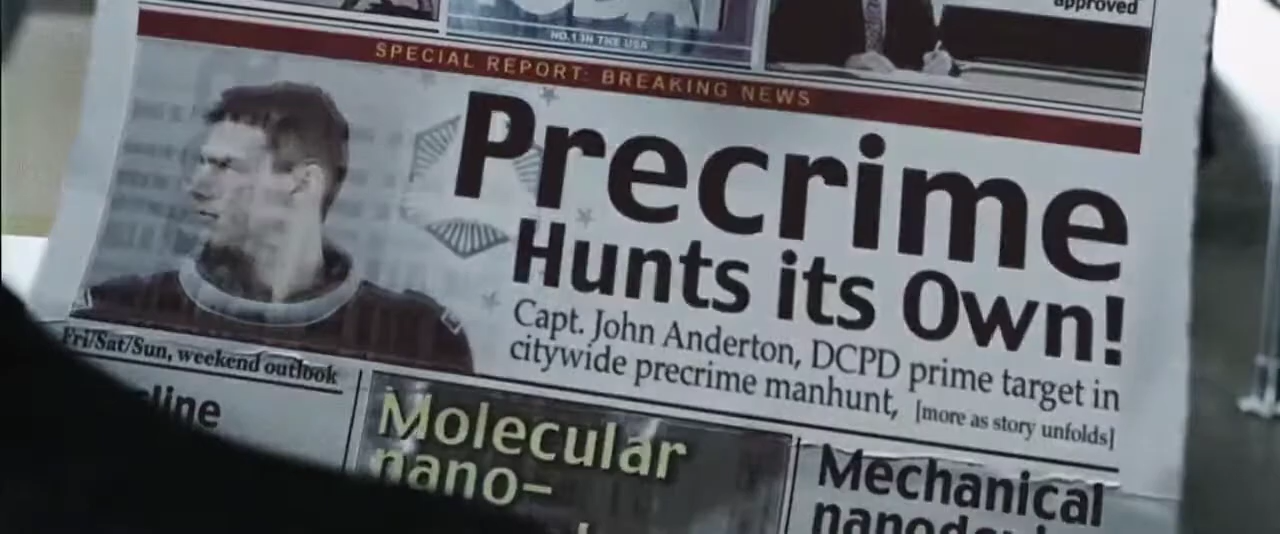 approved
NO.1 IN THE USA
SPECIAL REPORT: BREAKING NEWS
Precrime
Hunts its Own!
Capt. John Anderton, DCPD prime target in
citywide precrime manhunt, [more as story unfolds]
Fri/Sat/Sun, weekend outlook
Molecular
nano-
Mechanical